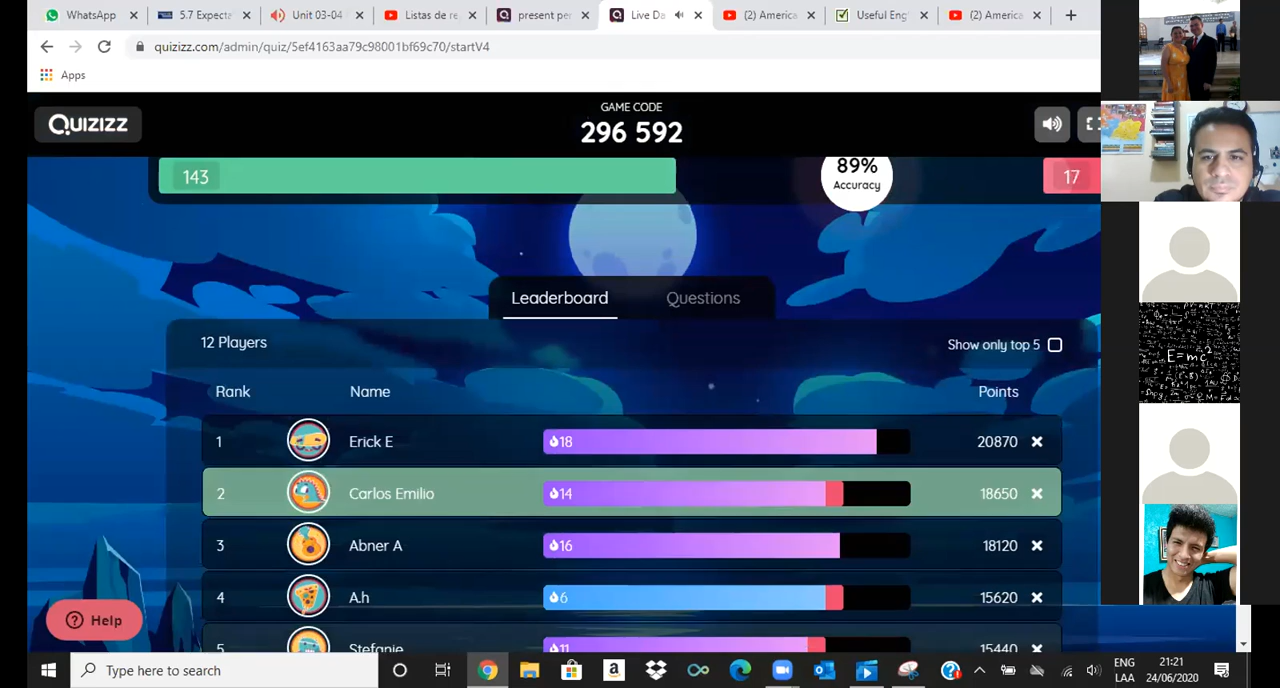 WhatsApp
5.7 Expecta
Unit 03-04
Listas de re
present per
Live Da
(2) America
Useful Eng
(2) America
quizizz.com/admin/quiz/5ef4163aa79c98001bf69c70/startV4
Apps
Quizizz
GAME CODE
296 592
143
89%
Accuracy
17
Leaderboard
Questions
12 Players
Show only top 5
Rank
Name
Points
1
Erick E
18
20870
2
Carlos Emilio
14
18650
3
Abner A
16
18120
4
A.h
6
15620
5
Stefanie
11
15440
Help
E=mc²
Type here to search
ENG
LAA
21:21
24/06/2020